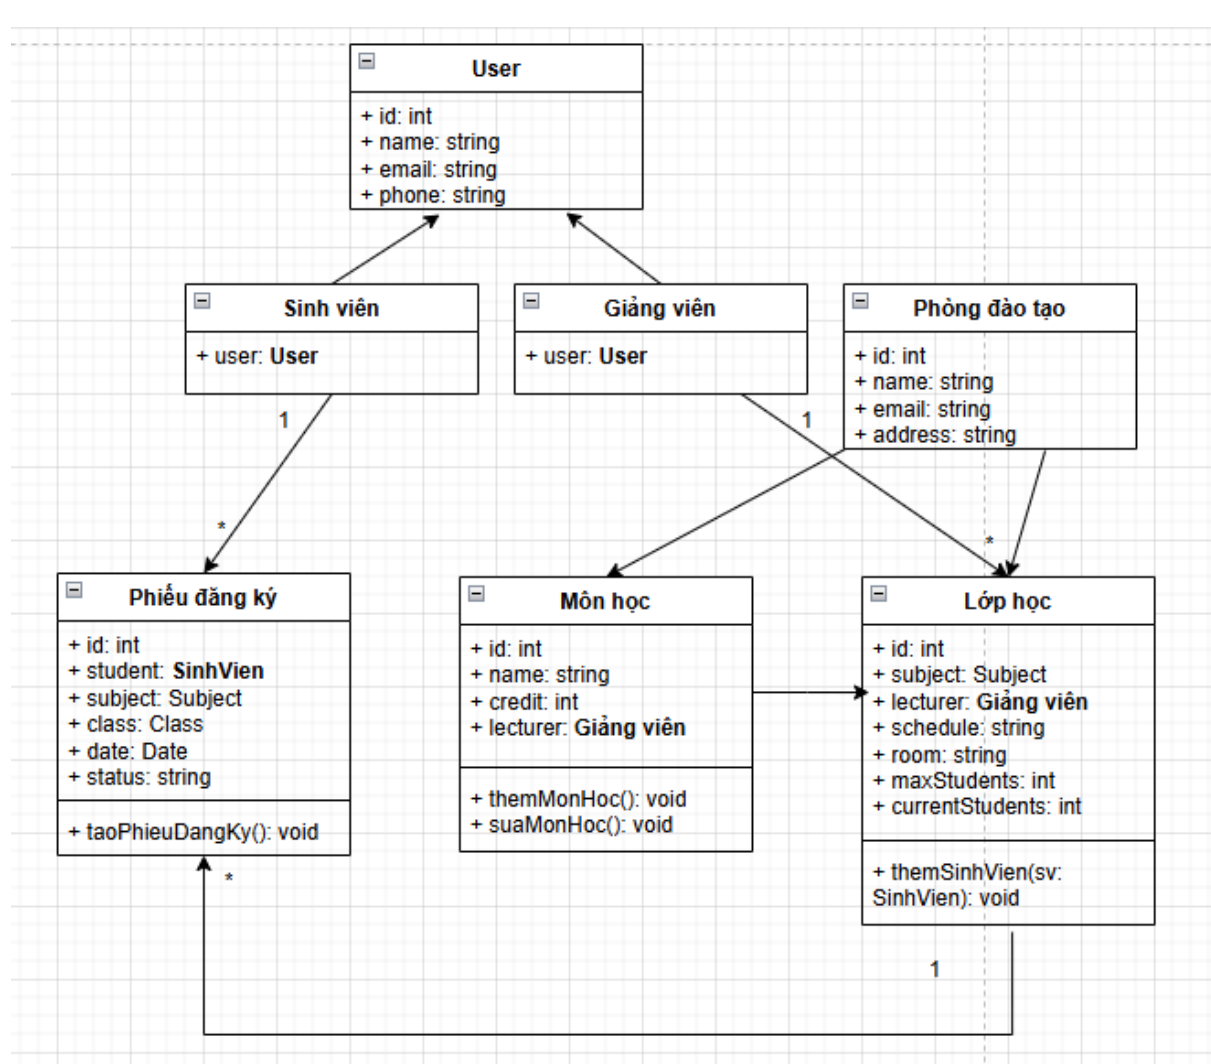 User
+ id: int
+ name: string
+ email: string
+ phone: string
Sinh viên
+ user: User
Giảng viên
+ user: User
Phòng đào tạo
+ id: int
+ name: string
+ email: string
+ address: string
1
1
*
*
Phiếu đăng ký
+ id: int
+ student: SinhVien
+ subject: Subject
+ class: Class
+ date: Date
+ status: string
+ taoPhieuDangKy(): void
Môn học
+ id: int
+ name: string
+ credit: int
+ lecturer: Giảng viên
+ themMonHoc(): void
+ suaMonHoc(): void
Lớp học
+ id: int
+ subject: Subject
+ lecturer: Giảng viên
+ schedule: string
+ room: string
+ maxStudents: int
+ currentStudents: int
+ themSinhVien(sv:
SinhVien): void
*
1